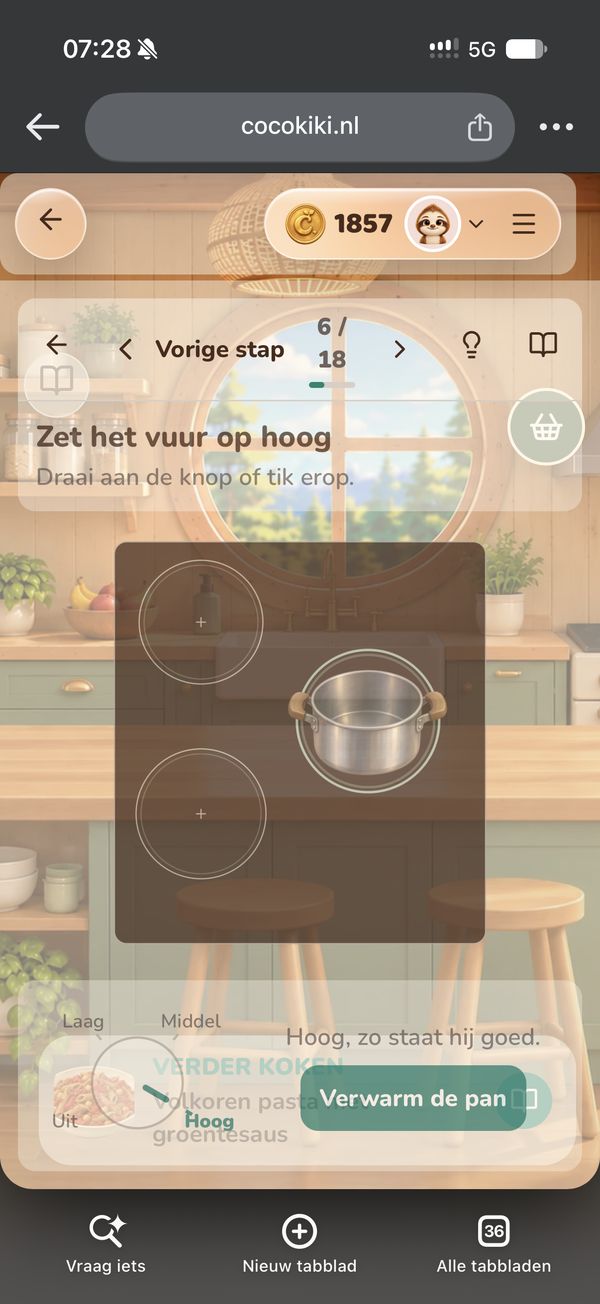 07:28
5G
cocokiki.nl
1857
Vorige stap
6 /
18
Zet het vuur op hoog
Draai aan de knop of tik erop.
Laag
Middel
Uit
Hoog
Hoog, zo staat hij goed.
VERDER KOKEN
Volkoren pasta
groentesaus
Verwarm de pan
Vraag iets
Nieuw tabblad
36
Alle tabbladen